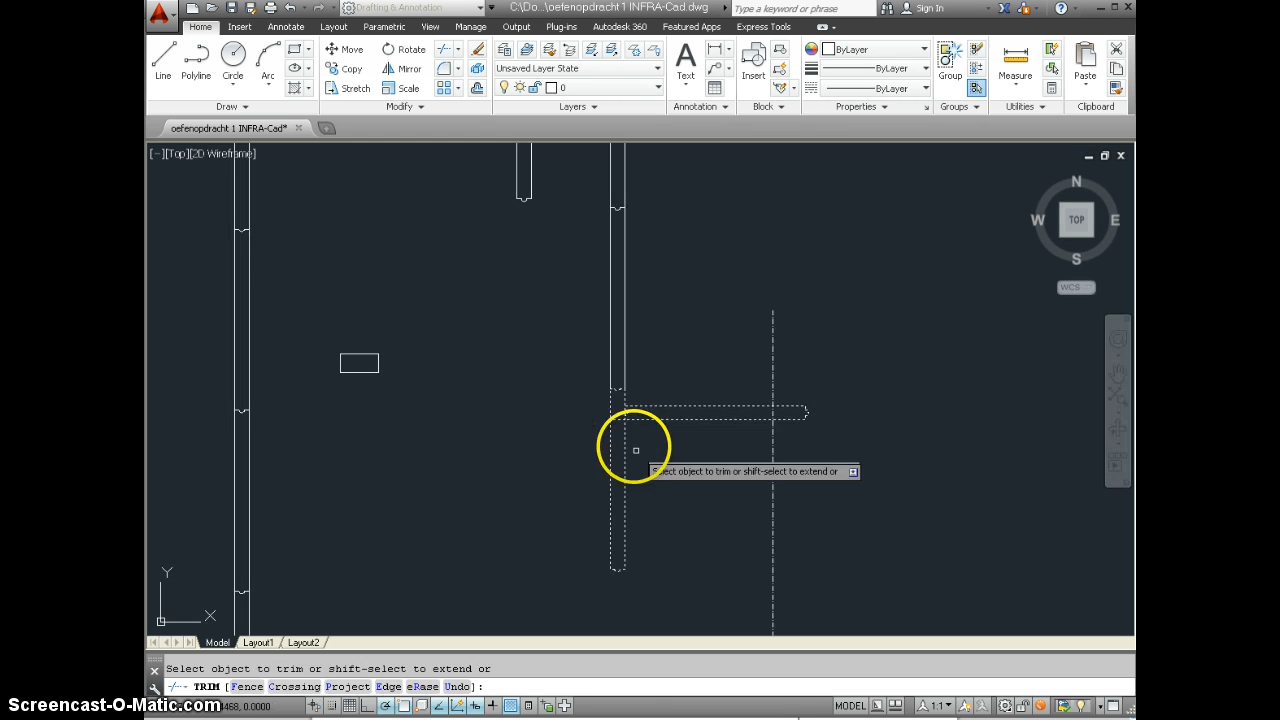 Drafting & Annotation
C:\Do...\oefenopdracht 1 INFRA-Cad.dwg
Type a keyword or phrase
Sign In
Home Insert Annotate Layout Parametric View Manage Output Plug-ins Autodesk 360 Featured Apps Express Tools
Line Polyline Circle Arc
Move Rotate
Copy Mirror
Stretch Scale
Unsaved Layer State
0
Text Insert
ByLayer
ByLayer
ByLayer
Group Measure Paste
Draw Modify Layers Annotation Block Properties Groups Utilities Clipboard
oefenopdracht 1 INFRA-Cad*
[−][Top][2D Wireframe]
N
W TOP E
S
WCS
Select object to trim or shift-select to extend or
Y
X
Model Layout1 Layout2
Select object to trim or shift-select to extend or
TRIM [Fence Crossing Project Edge eRase Undo]:
468, 0.0000
MODEL
1:1
Screencast-O-Matic.com